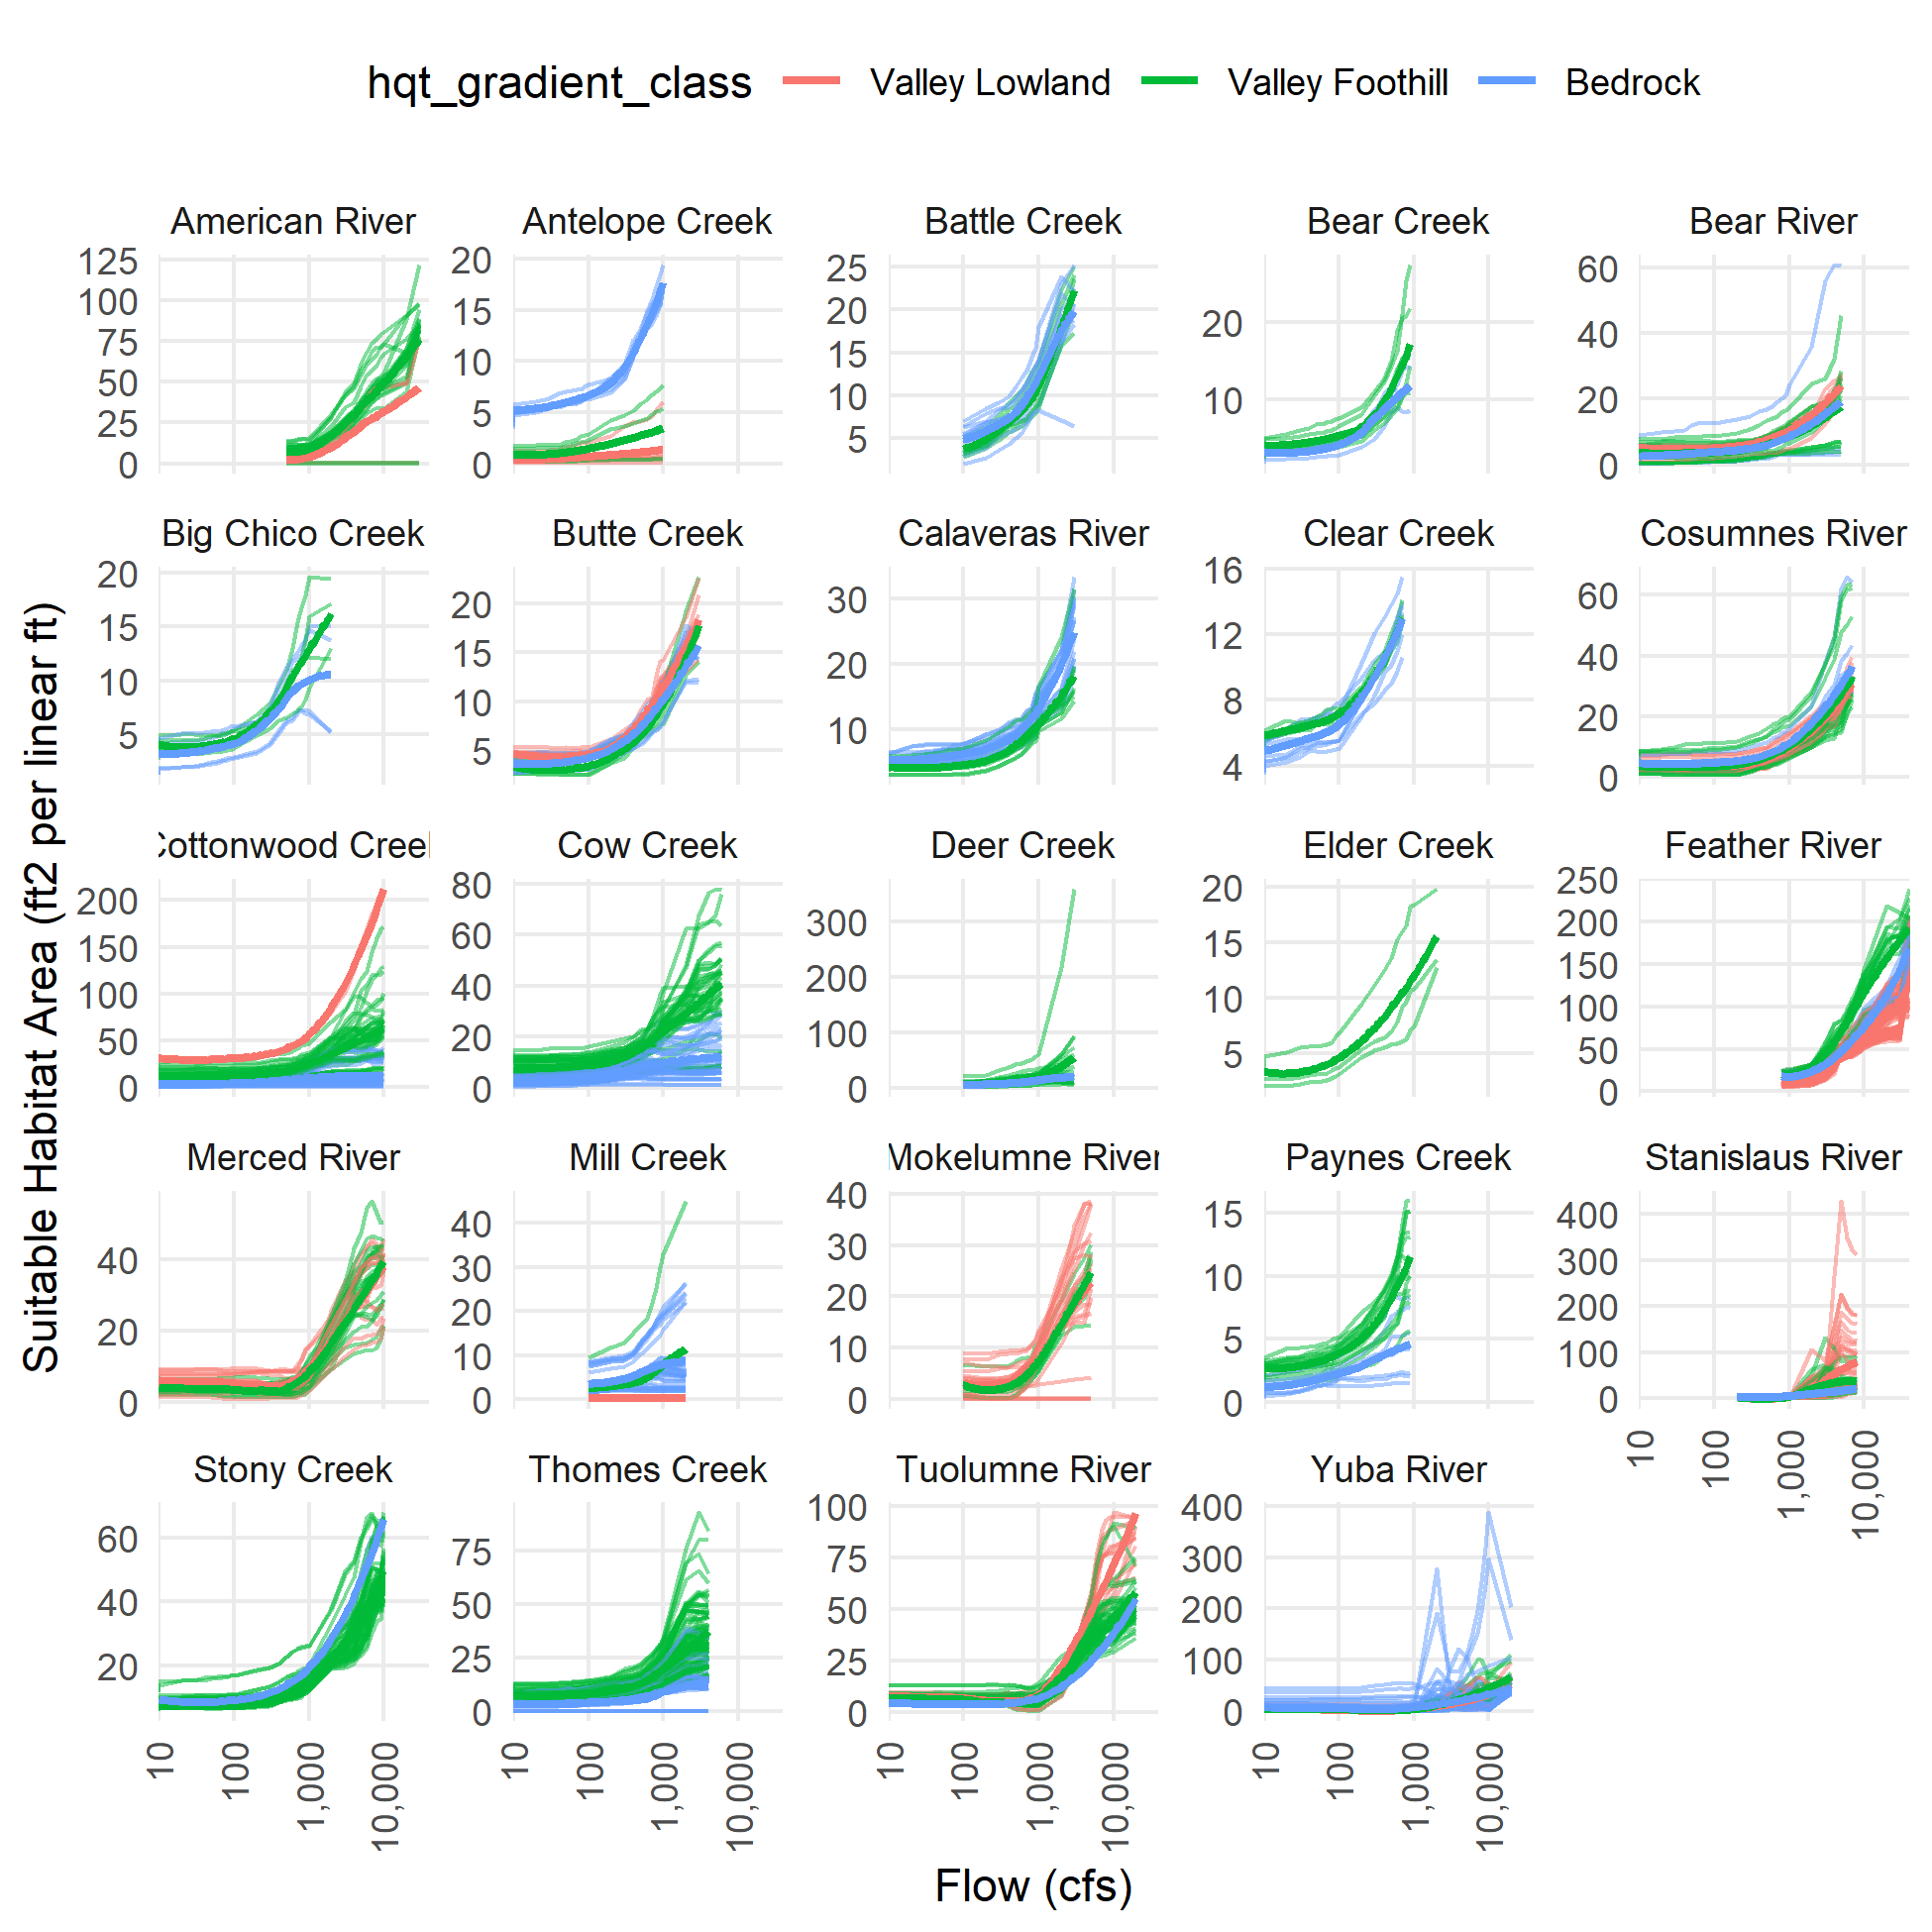 hqt_gradient_class Valley Lowland Valley Foothill Bedrock
American River Antelope Creek Battle Creek Bear Creek Bear River
125 100 75 50 25 0
20 15 10 5 0
25 20 15 10 5
20 10
60 40 20 0
Big Chico Creek Butte Creek Calaveras River Clear Creek Cosumnes River
20 15 10 5
20 15 10 5
30 20 10
16 12 8 4
60 40 20 0
Cottonwood Creek Cow Creek Deer Creek Elder Creek Feather River
200 150 100 50 0
80 60 40 20 0
300 200 100 0
20 15 10 5
250 200 150 100 50 0
Merced River Mill Creek Mokelumne River Paynes Creek Stanislaus River
40 20 0
40 30 20 10 0
40 30 20 10 0
15 10 5 0
400 300 200 100 0
10 100 1,000 10,000
Stony Creek Thomes Creek Tuolumne River Yuba River
60 40 20
75 50 25 0
100 75 50 25 0
400 300 200 100 0
10 100 1,000 10,000
10 100 1,000 10,000
10 100 1,000 10,000
10 100 1,000 10,000
Flow (cfs)
Suitable Habitat Area (ft2 per linear ft)